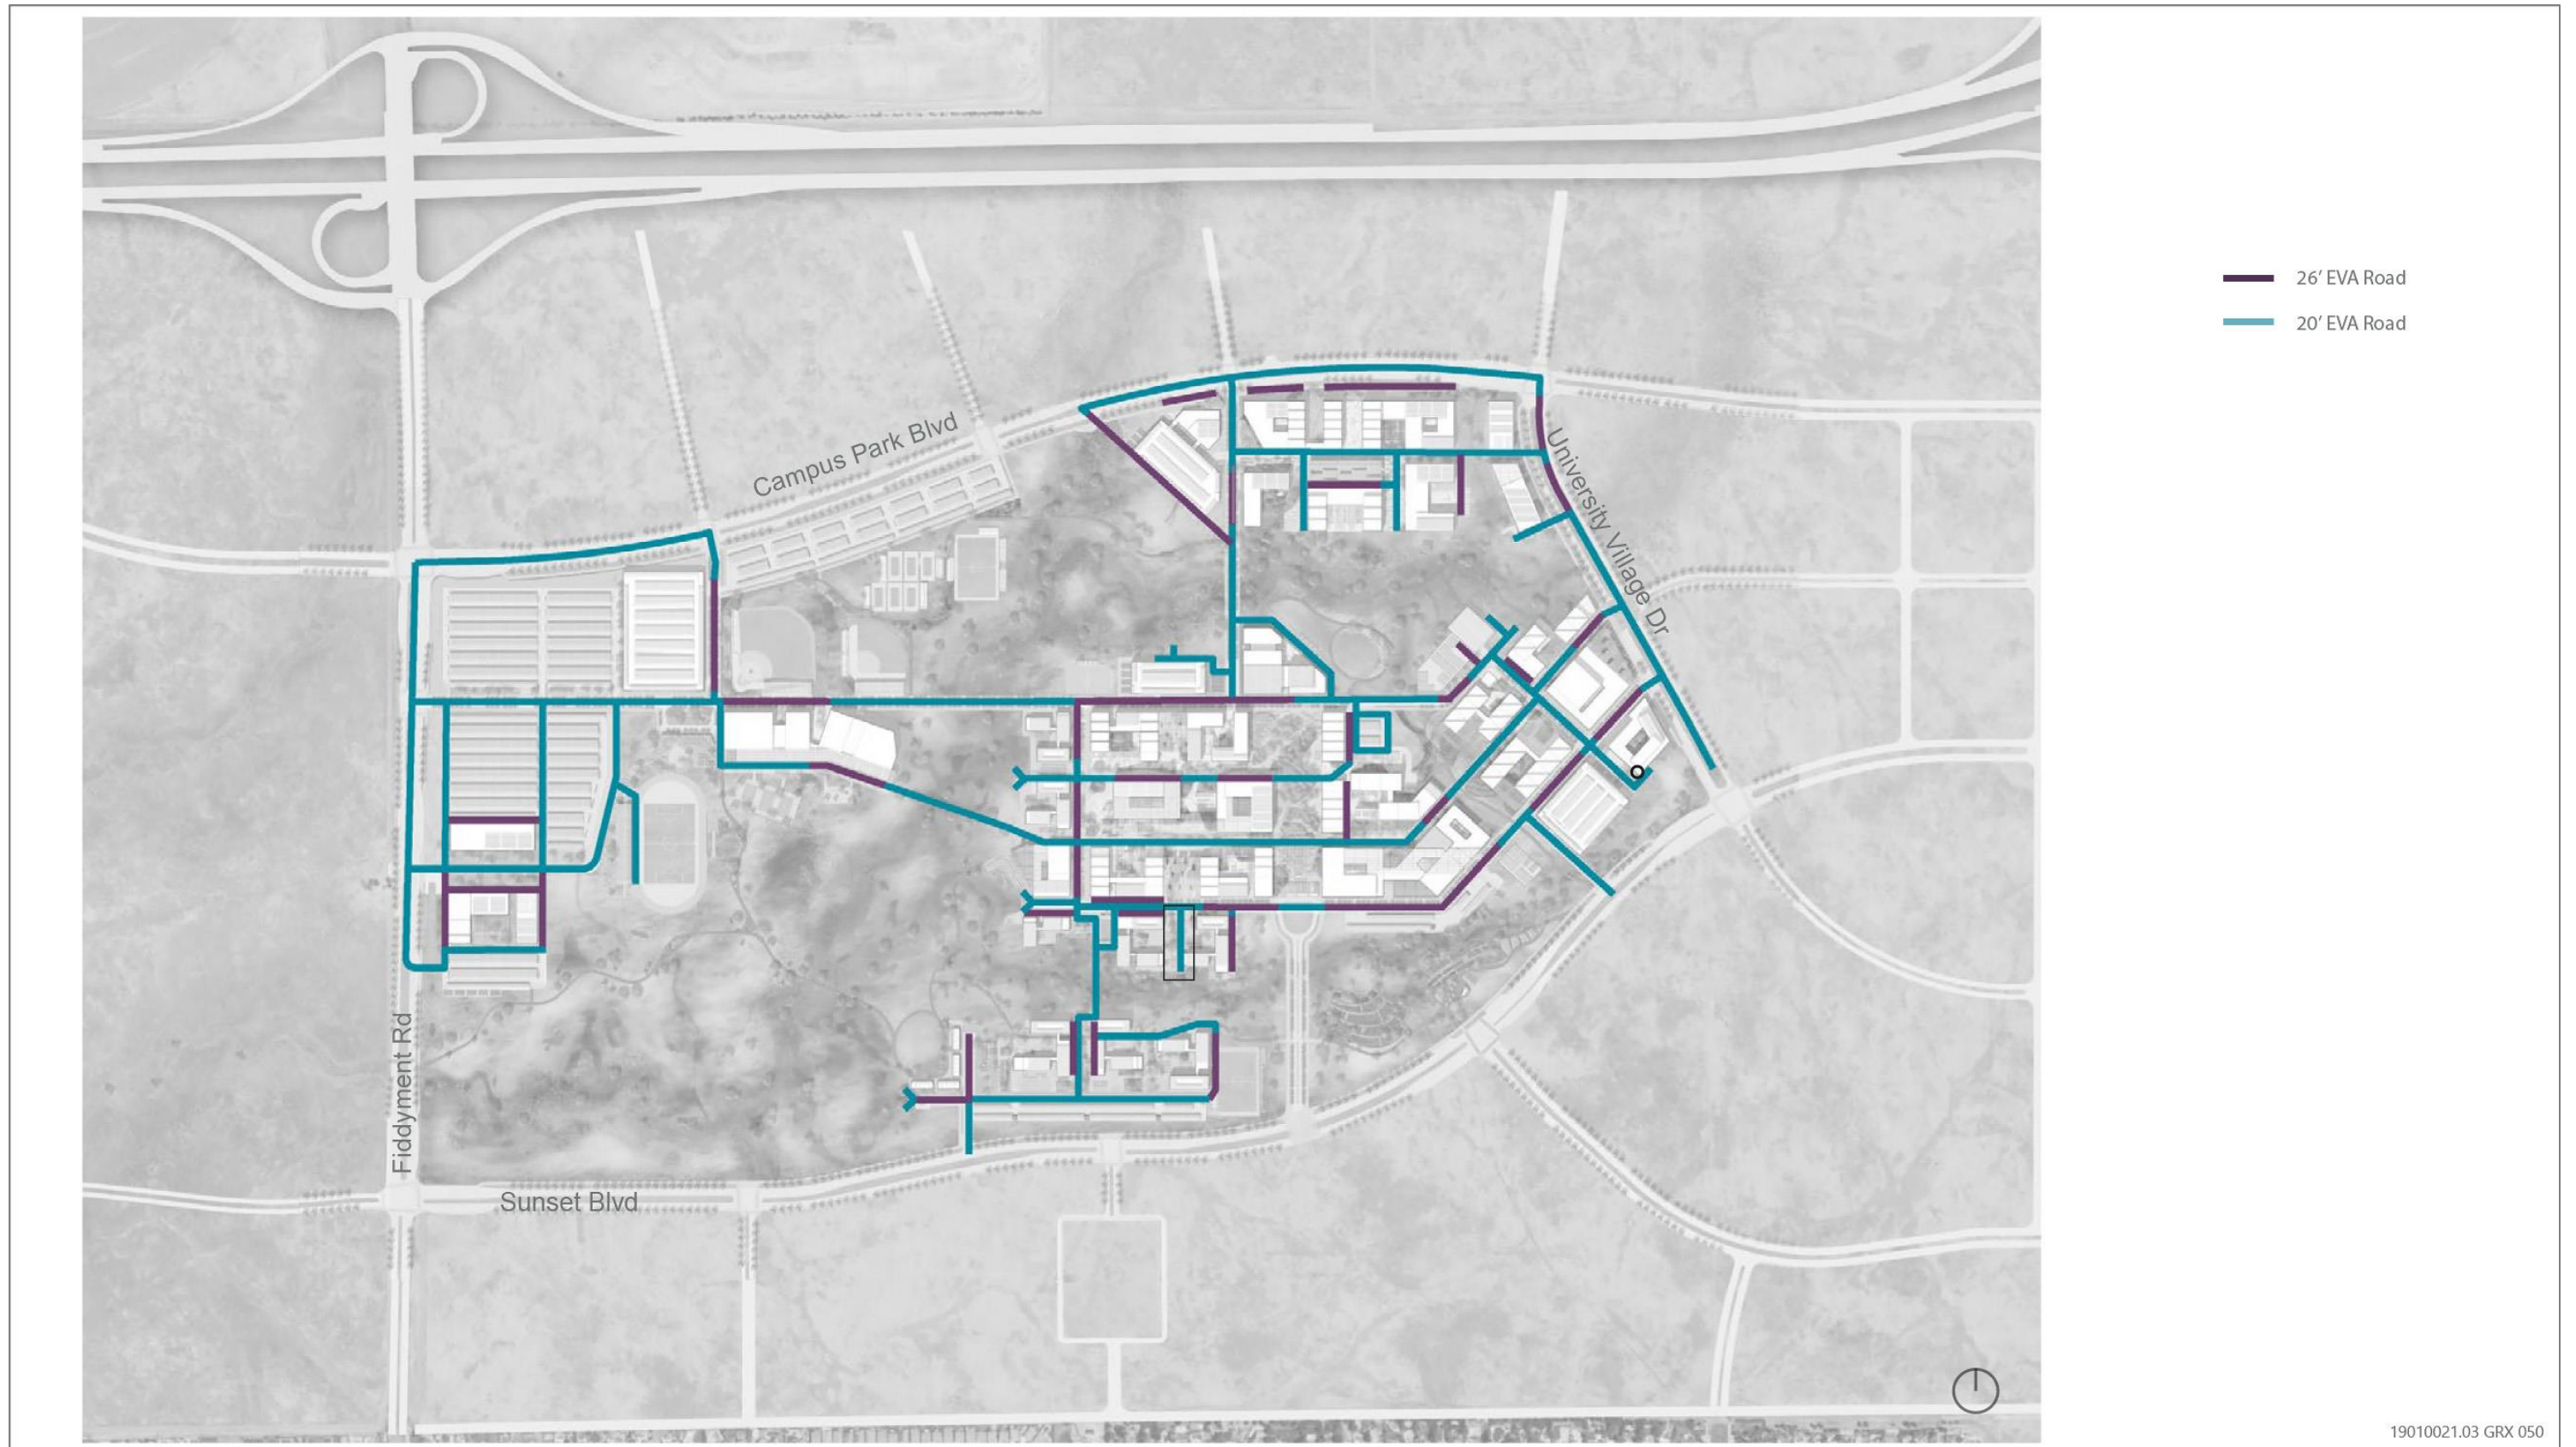 26’ EVA Road
20’ EVA Road
Campus Park Blvd
University Village Dr
Fiddyment Rd
Sunset Blvd
19010021.03 GRX 050